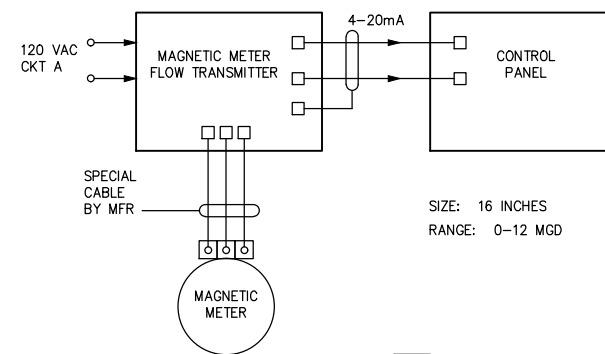 4-20mA
120 VAC
CKT A
MAGNETIC METER
FLOW TRANSMITTER
CONTROL
PANEL
SPECIAL
CABLE
BY MFR
SIZE: 16 INCHES
RANGE: 0-12 MGD
MAGNETIC
METER